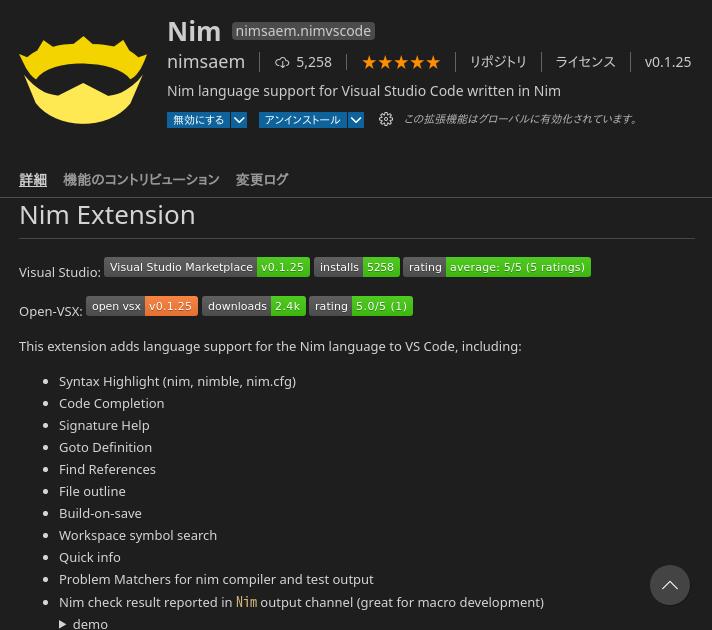 Nim nimsaem.nimvscode
nimsaem 5,258 リポジトリ ライセンス v0.1.25
Nim language support for Visual Studio Code written in Nim
無効にする アンインストール この拡張機能はグローバルに有効化されています。
詳細 機能のコントリビューション 変更ログ
Nim Extension
Visual Studio: Visual Studio Marketplace v0.1.25 installs 5258 rating average: 5/5 (5 ratings)
Open-VSX: open vsx v0.1.25 downloads 2.4k rating 5.0/5 (1)
This extension adds language support for the Nim language to VS Code, including:
Syntax Highlight (nim, nimble, nim.cfg)
Code Completion
Signature Help
Goto Definition
Find References
File outline
Build-on-save
Workspace symbol search
Quick info
Problem Matchers for nim compiler and test output
Nim check result reported in Nim output channel (great for macro development)
demo